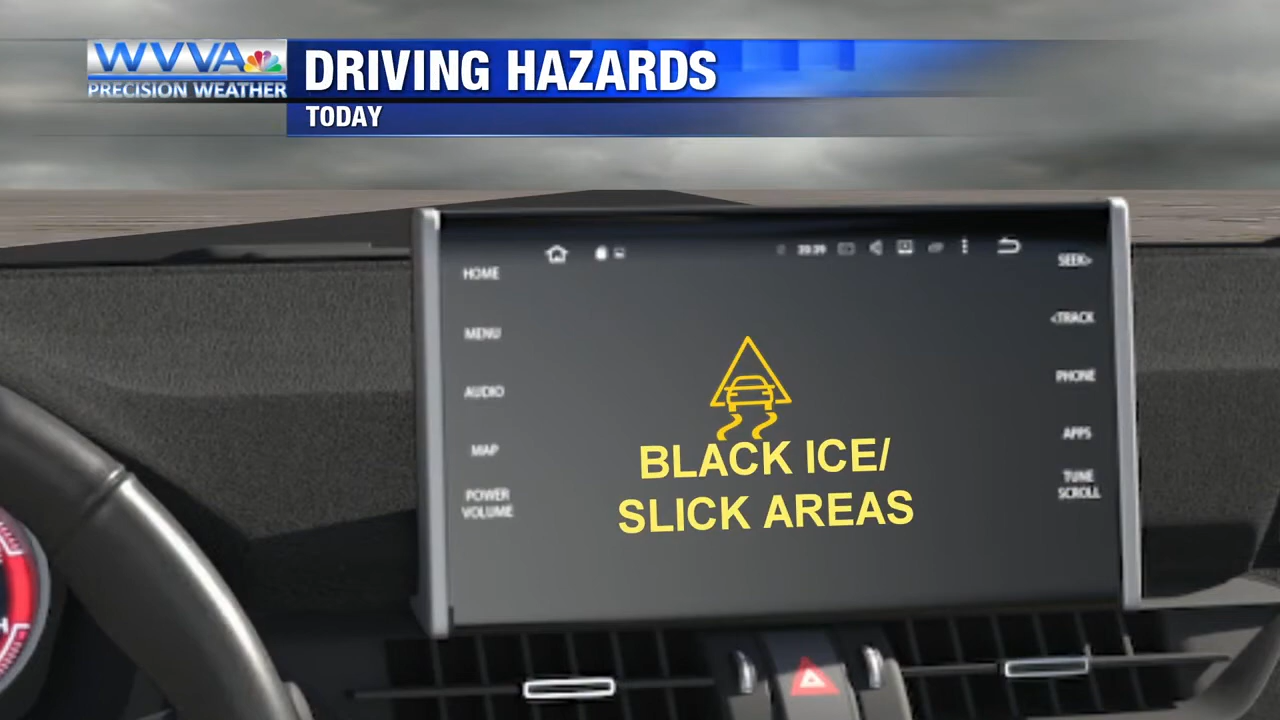 WVVA
PRECISION WEATHER
DRIVING HAZARDS
TODAY
HOME
MENU
AUDIO
MAP
POWER
VOLUME
BLACK ICE/
SLICK AREAS
SEEK>
<TRACK
PHONE
APPS
TUNE
SCROLL